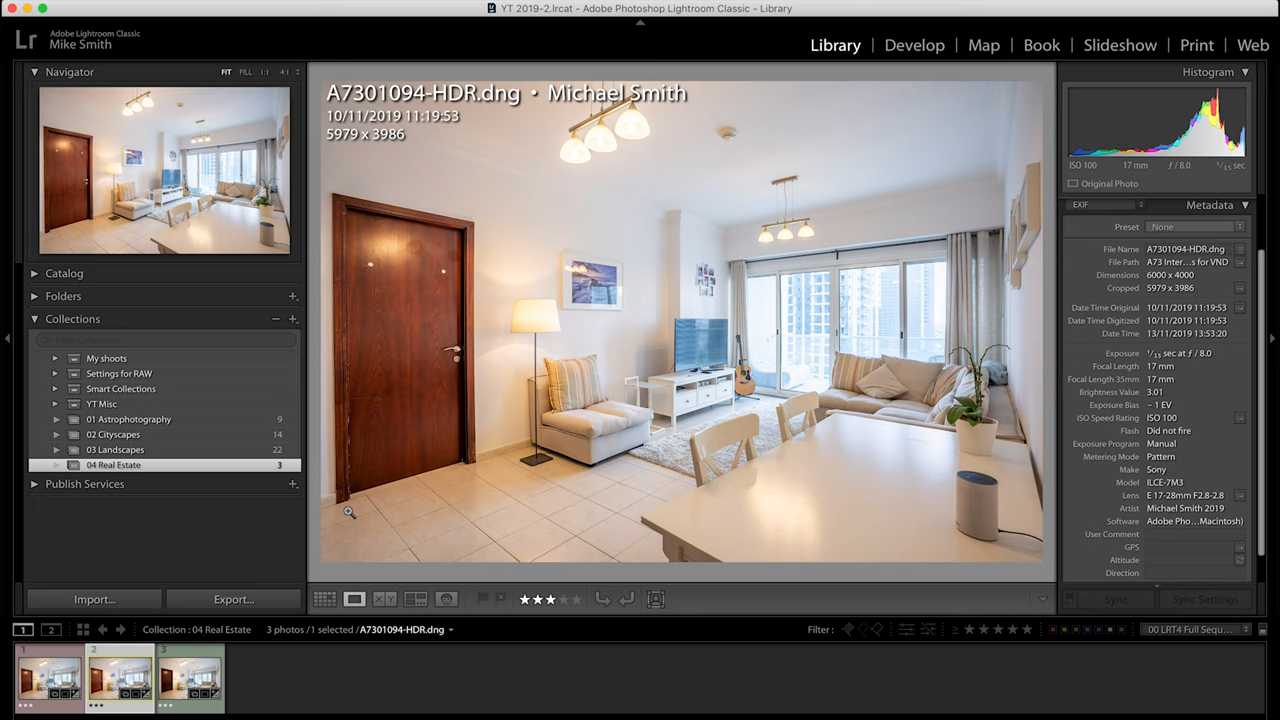 YT 2019-2.lrcat - Adobe Photoshop Lightroom Classic - Library
Lr
Adobe Lightroom Classic
Mike Smith
Library | Develop | Map | Book | Slideshow | Print | Web
Navigator
FIT FILL 1:1 4:1
Catalog
Folders
Collections
Filter Collections
My shoots
Settings for RAW
Smart Collections
YT Misc
01 Astrophotography 9
02 Cityscapes 14
03 Landscapes 22
04 Real Estate 3
Publish Services
Import...
Export...
A7301094-HDR.dng • Michael Smith
10/11/2019 11:19:53
5979 x 3986
XY
Histogram
ISO 100 17 mm ƒ / 8.0 1/15 sec
Original Photo
EXIF Metadata
Preset None
File Name A7301094-HDR.dng
File Path A73 Inter...s for VND
Dimensions 6000 x 4000
Cropped 5979 x 3986
Date Time Original 10/11/2019 11:19:53
Date Time Digitized 10/11/2019 11:19:53
Date Time 13/11/2019 13:53:20
Exposure 1/15 sec at ƒ / 8.0
Focal Length 17 mm
Focal Length 35mm 17 mm
Brightness Value 3.01
Exposure Bias – 1 EV
ISO Speed Rating ISO 100
Flash Did not fire
Exposure Program Manual
Metering Mode Pattern
Make Sony
Model ILCE-7M3
Lens E 17-28mm F2.8-2.8
Artist Michael Smith 2019
Software Adobe Pho...Macintosh)
User Comment
GPS
Altitude
Direction
Sync
Sync Settings
1 2
Collection : 04 Real Estate
3 photos / 1 selected / A7301094-HDR.dng
Filter :
00 LRT4 Full Sequ...
1 2 3